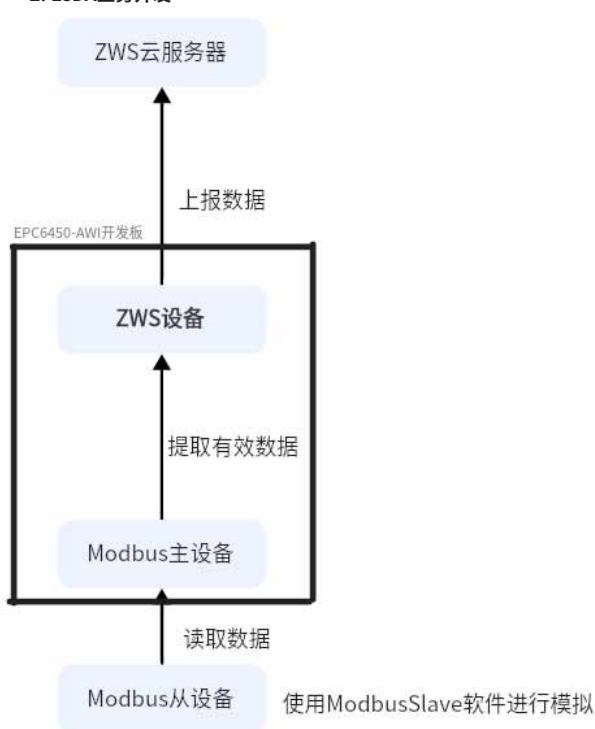 ZWS云服务器
上报数据
EPC6450-AWI开发板
ZWS设备
提取有效数据
Modbus主设备
读取数据
Modbus从设备
使用ModbusSlave软件进行模拟